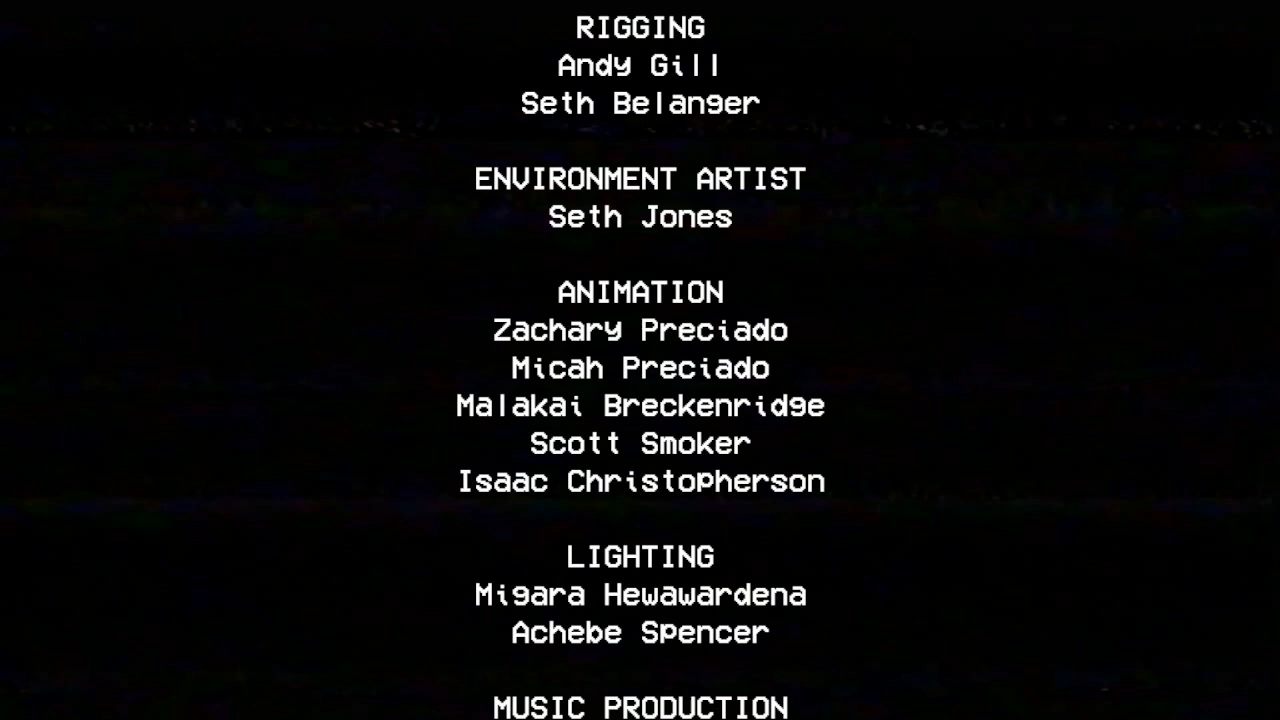 RIGGING
Andy Gill
Seth Belanger
ENVIRONMENT ARTIST
Seth Jones
ANIMATION
Zachary Preciado
Micah Preciado
Malakai Breckenridge
Scott Smoker
Isaac Christopherson
LIGHTING
Migara Hewawardena
Achebe Spencer
MUSIC PRODUCTION